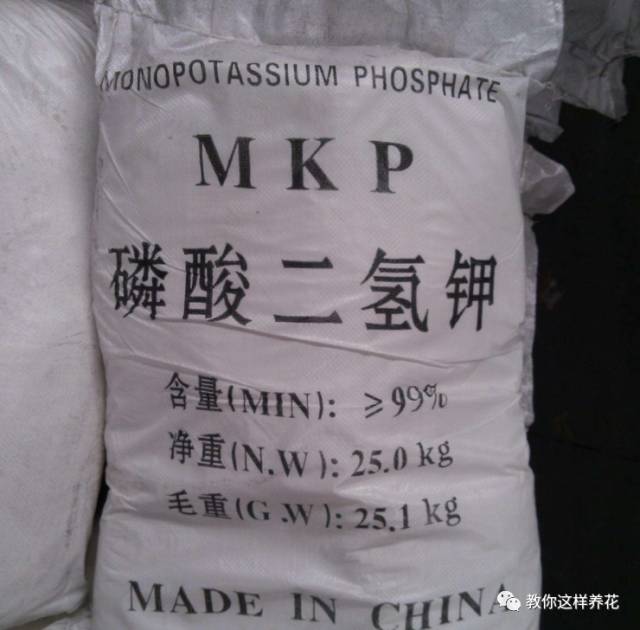 MONOPOTASSIUM PHOSPHATE
MKP
磷酸二氢钾
含量(MIN): ≥99%
净重(N.W): 25.0 kg
毛重(G.W): 25.1 kg
MADE IN CHINA
教你这样养花